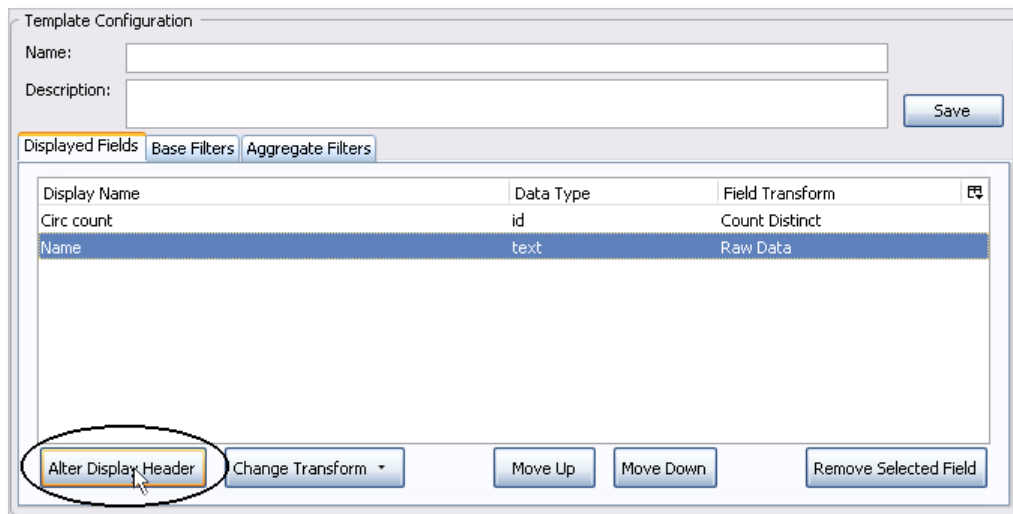 Template Configuration
Name:
Description:
Save
Displayed Fields Base Filters Aggregate Filters
Display Name Data Type Field Transform
Circ count id Count Distinct
Name text Raw Data
Alter Display Header Change Transform Move Up Move Down Remove Selected Field